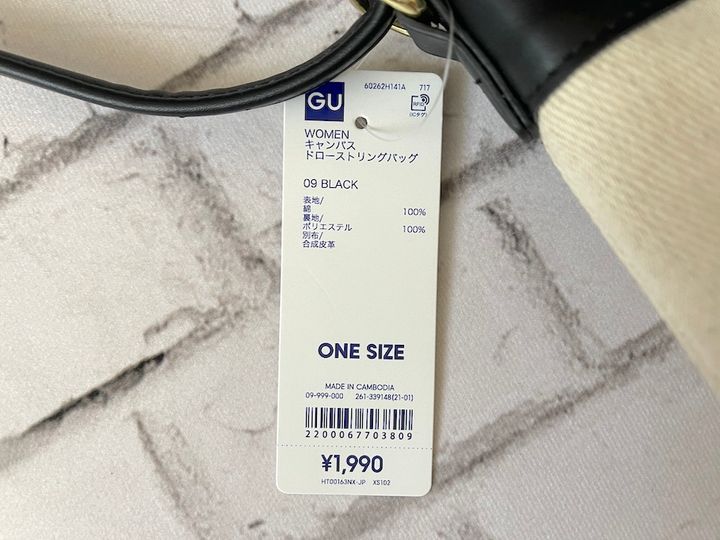 60262H141A 717
GU
RFID
(ICタグ)
WOMEN
キャンバス
ドローストリングバッグ
09 BLACK
表地/
綿 100%
裏地/
ポリエステル 100%
別布/
合成皮革
ONE SIZE
MADE IN CAMBODIA
09-999-000 261-339148(21-01)
2200067703809
¥1,990
HT00163NX-JP XS102